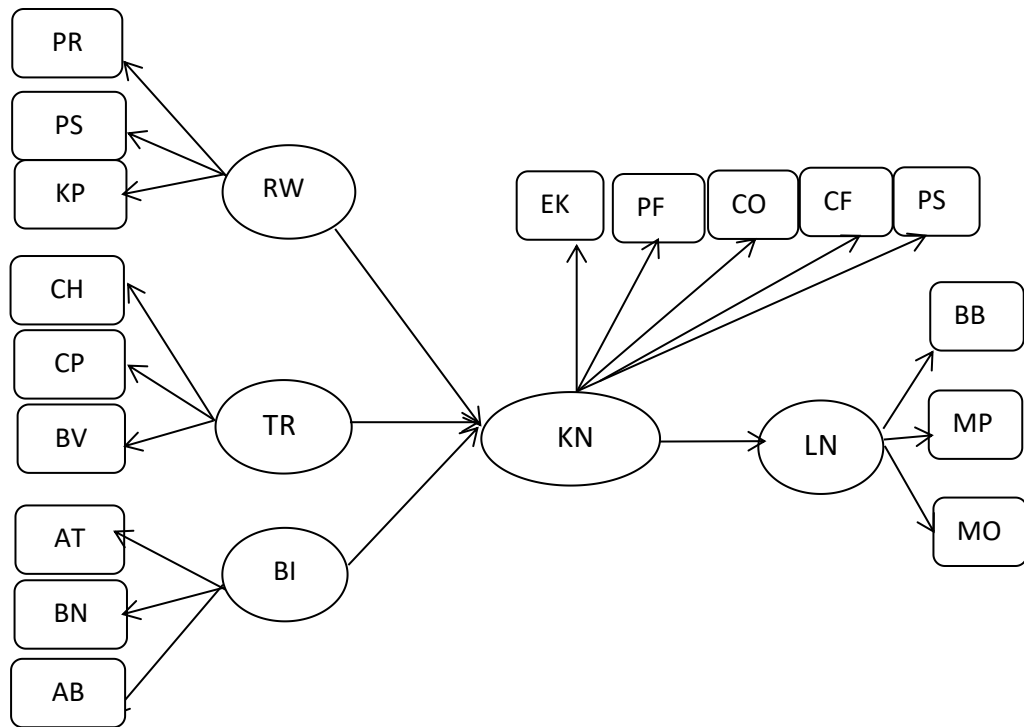 PR
PS
KP
RW
CH
CP
BV
TR
AT
BN
AB
BI
EK
PF
CO
CF
PS
KN
LN
BB
MP
MO